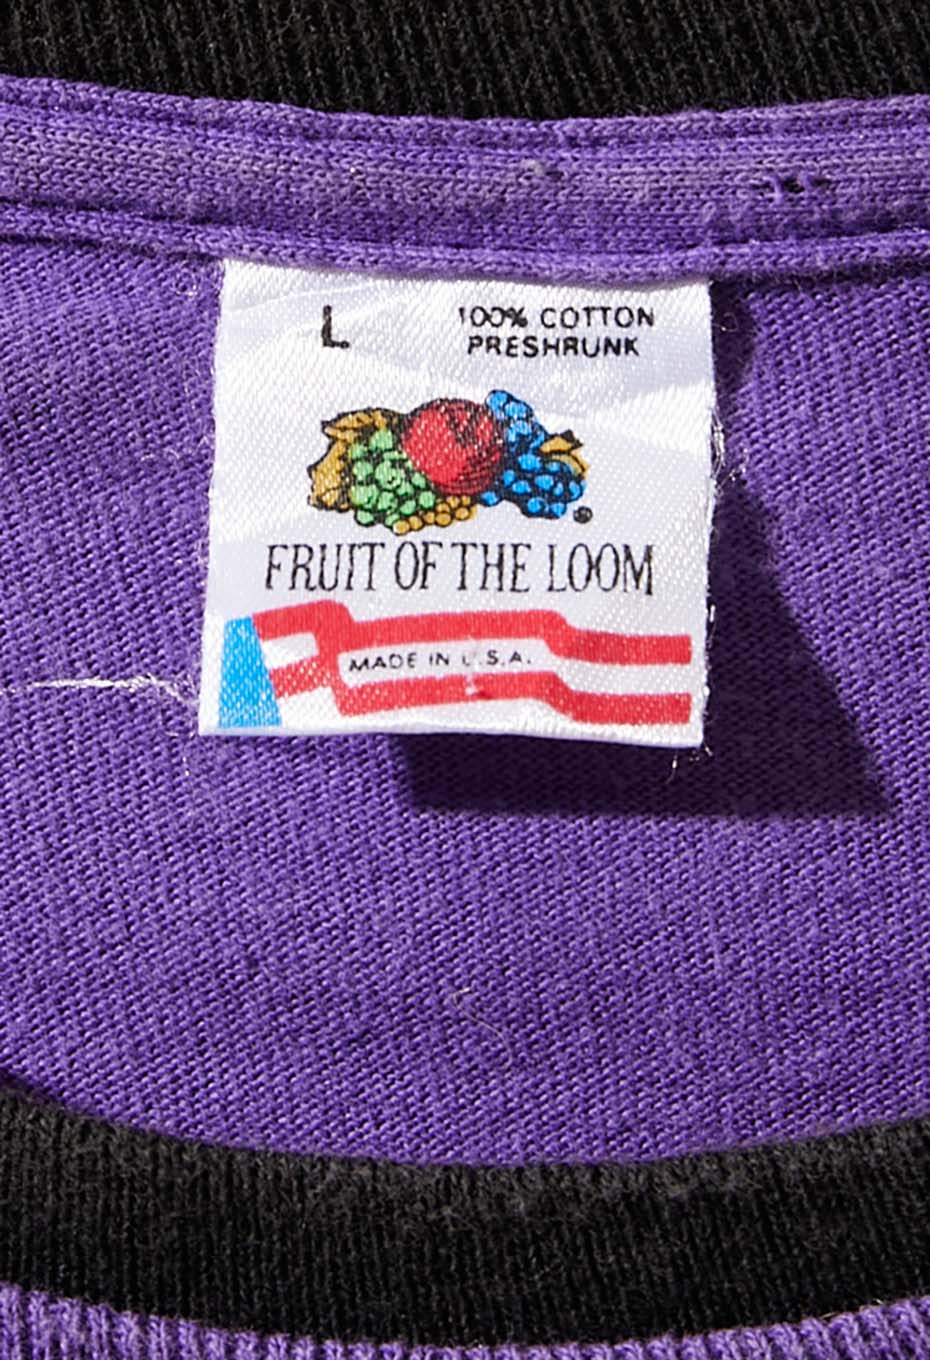 L
100% COTTON
PRESHRUNK
FRUIT OF THE LOOM
MADE IN U.S.A.